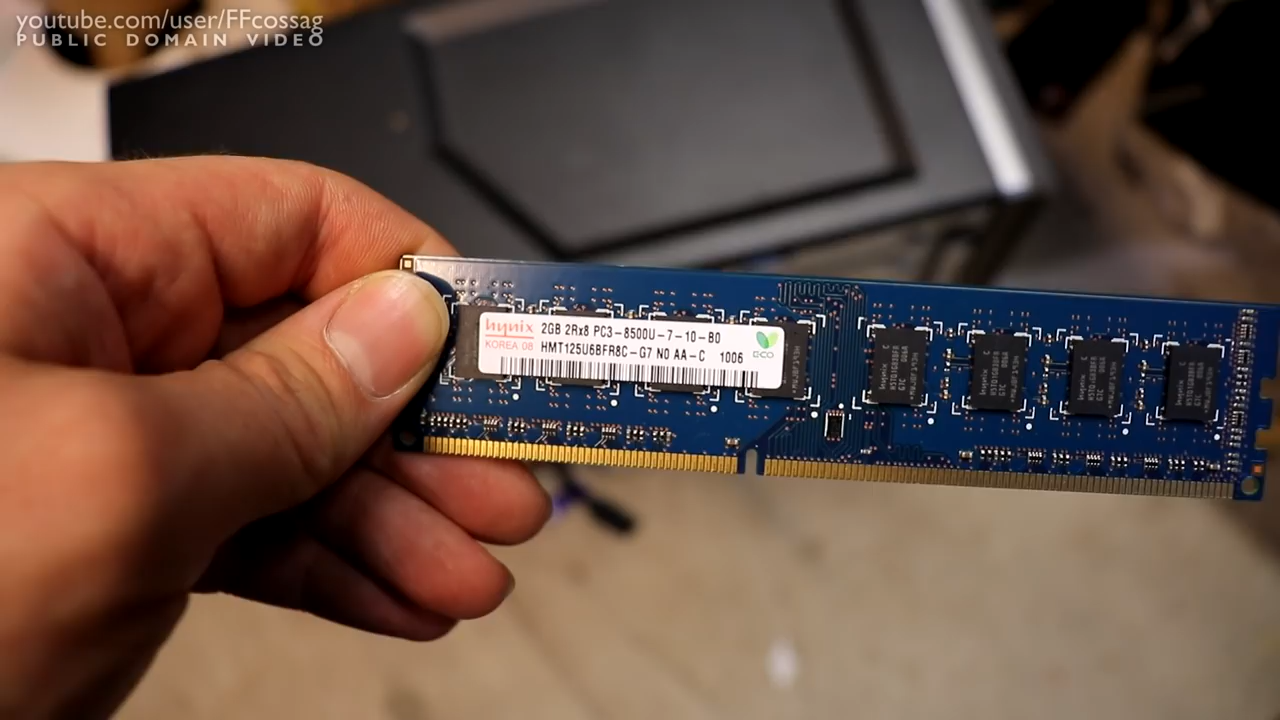 youtube.com/user/FFcossag
PUBLIC DOMAIN VIDEO
hynix
KOREA 08
2GB 2Rx8 PC3-8500U-7-10-B0
HMT125U6BFR8C-G7 N0 AA-C 1006
ECO